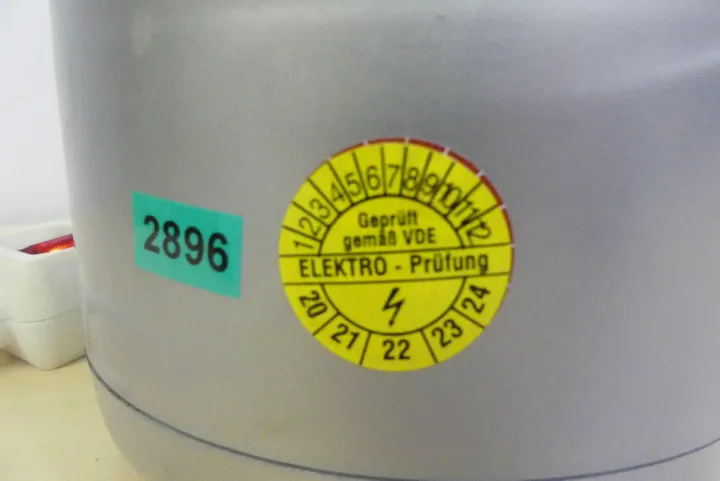 2896
1 2 3 4 5 6 7 8 9 10 11 12
Geprüft
gemäß VDE
ELEKTRO - Prüfung
20 21 22 23 24